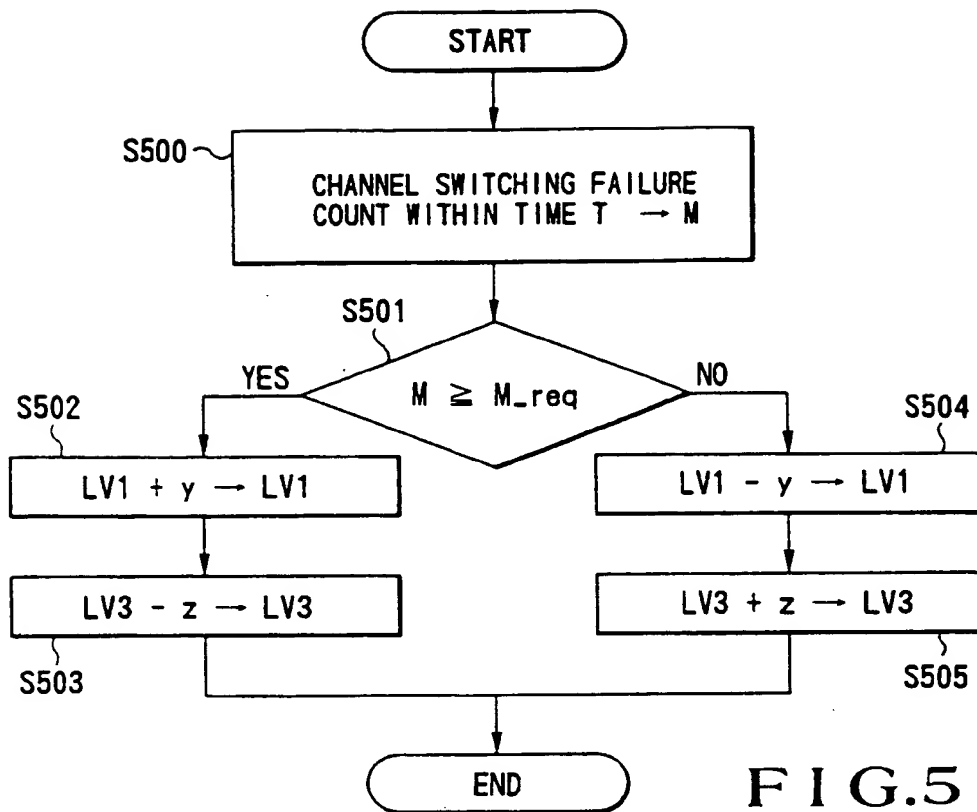 START
S500
CHANNEL SWITCHING FAILURE
COUNT WITHIN TIME T → M
S501
YES
M ≧ M_req
NO
S502
LV1 + y → LV1
S504
LV1 - y → LV1
LV3 - z → LV3
S503
LV3 + z → LV3
S505
END
FIG.5